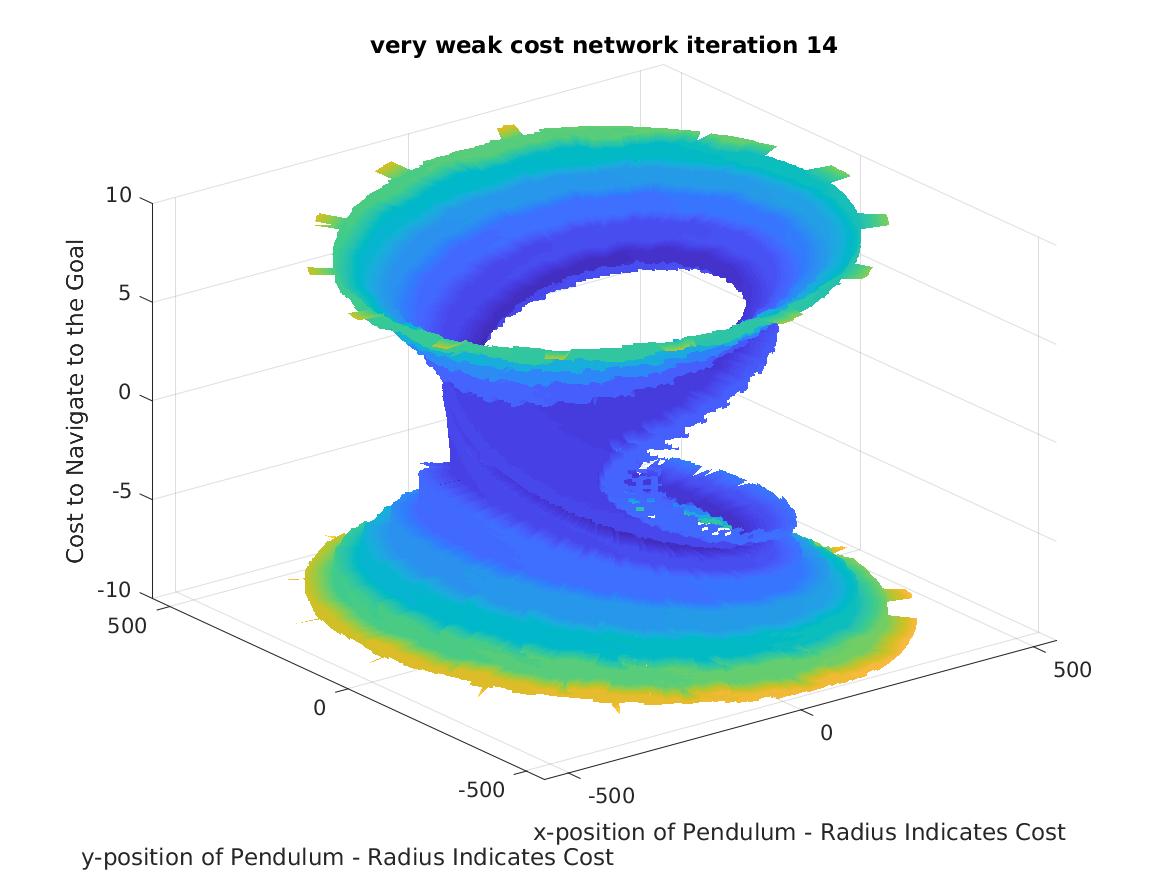 very weak cost network iteration 14
Cost to Navigate to the Goal
10
5
0
-5
-10
500
0
-500
-500
0
500
x-position of Pendulum - Radius Indicates Cost
y-position of Pendulum - Radius Indicates Cost